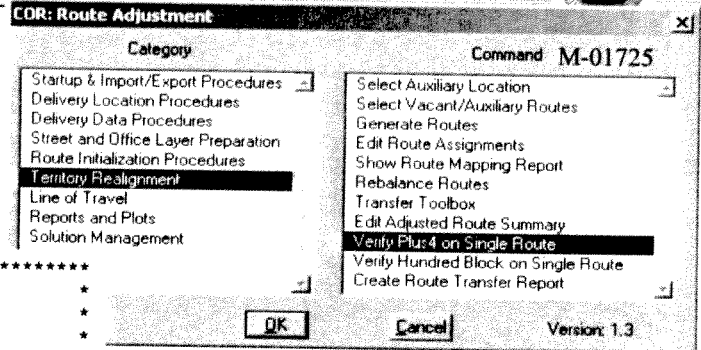 COR: Route Adjustment
Category
Command M-01725
Startup & Import/Export Procedures
Delivery Location Procedures
Delivery Data Procedures
Street and Office Layer Preparation
Route Initialization Procedures
Territory Realignment
Line of Travel
Reports and Plots
Solution Management
Select Auxiliary Location
Select Vacant/Auxiliary Routes
Generate Routes
Edit Route Assignments
Show Route Mapping Report
Rebalance Routes
Transfer Toolbox
Edit Adjusted Route Summary
Verify Plus4 on Single Route
Verify Hundred Block on Single Route
Create Route Transfer Report
********
*
*
*
OK
Cancel
Version: 1.3